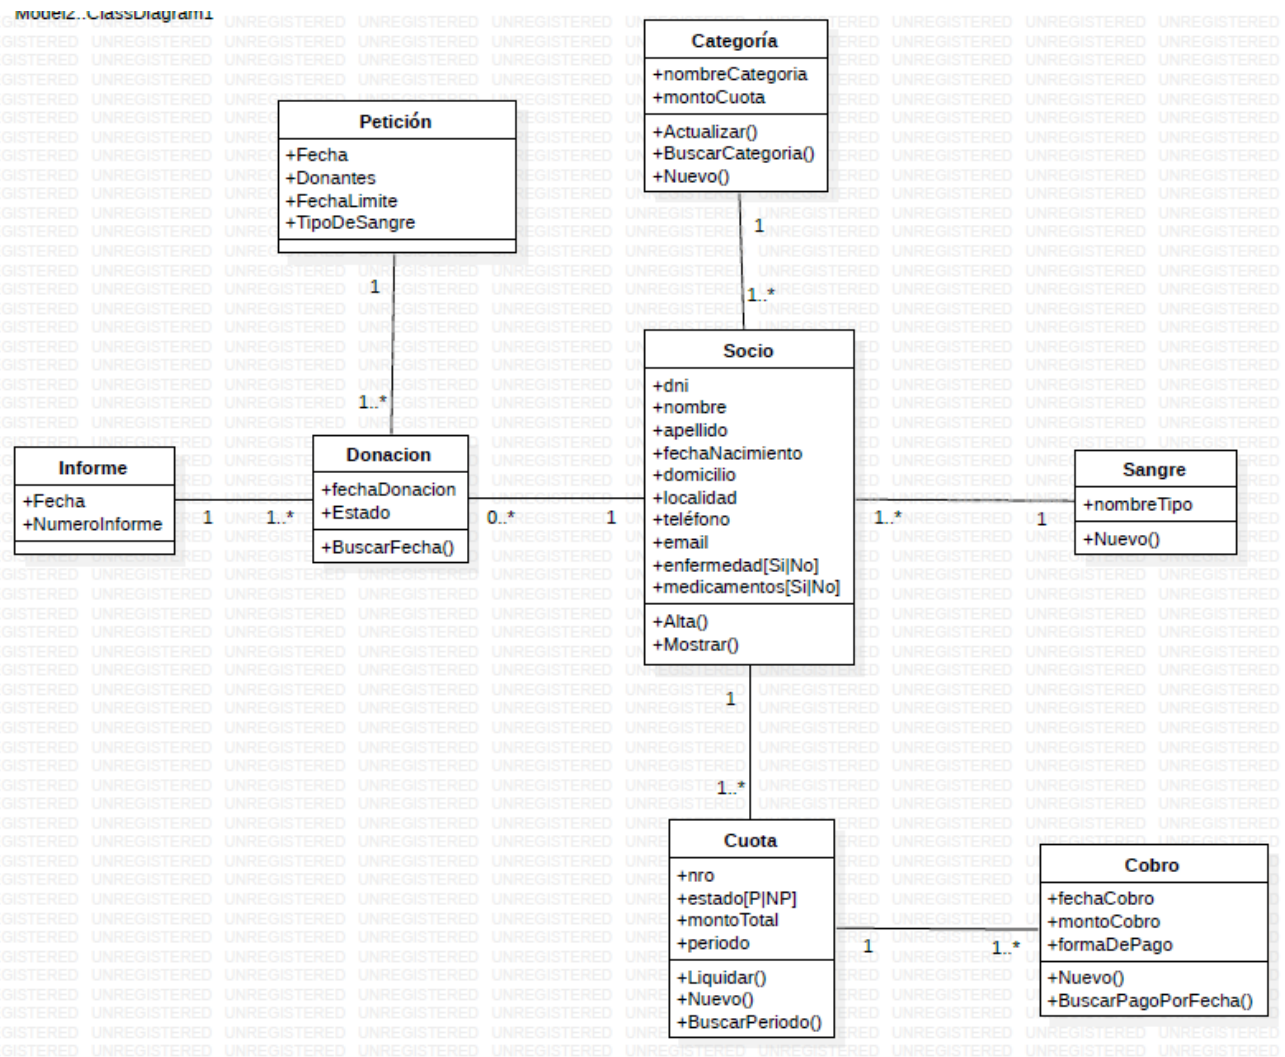 Model2::ClassDiagram1
Categoría
+nombreCategoria
+montoCuota
+Actualizar()
+BuscarCategoria()
+Nuevo()
Petición
+Fecha
+Donantes
+FechaLimite
+TipoDeSangre
1
1..*
1
1..*
Socio
+dni
+nombre
+apellido
+fechaNacimiento
+domicilio
+localidad
+teléfono
+email
+enfermedad[Si|No]
+medicamentos[Si|No]
+Alta()
+Mostrar()
Informe
+Fecha
+NumeroInforme
1
1..*
Donacion
+fechaDonacion
+Estado
+BuscarFecha()
0..*
1
1..*
1
Sangre
+nombreTipo
+Nuevo()
1
1..*
Cuota
+nro
+estado[P|NP]
+montoTotal
+periodo
+Liquidar()
+Nuevo()
+BuscarPeriodo()
1
1..*
Cobro
+fechaCobro
+montoCobro
+formaDePago
+Nuevo()
+BuscarPagoPorFecha()
UNREGISTERED